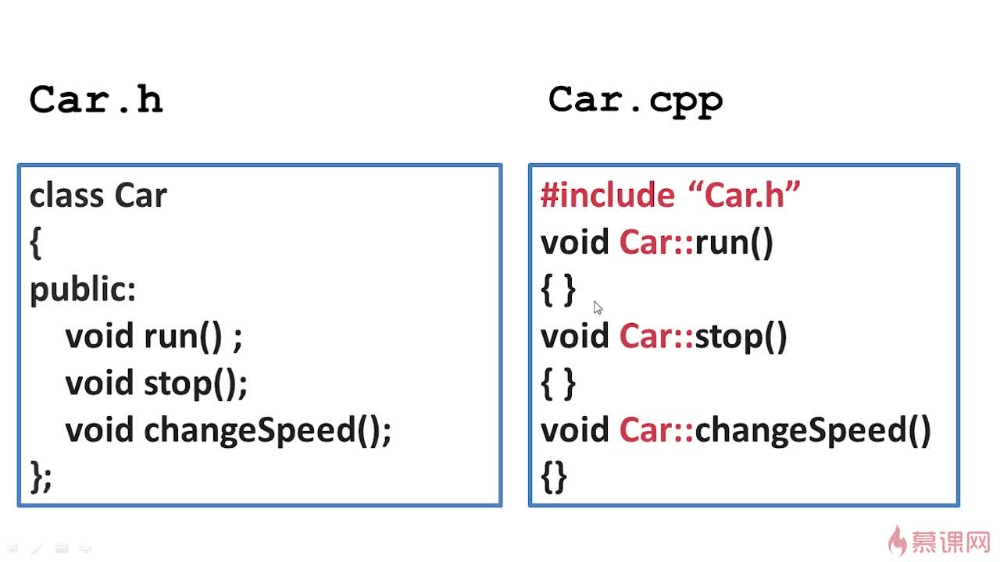 Car.h
class Car
{
public:
void run() ;
void stop();
void changeSpeed();
};
Car.cpp
#include “Car.h”
void Car::run()
{ }
void Car::stop()
{ }
void Car::changeSpeed()
{}
慕课网